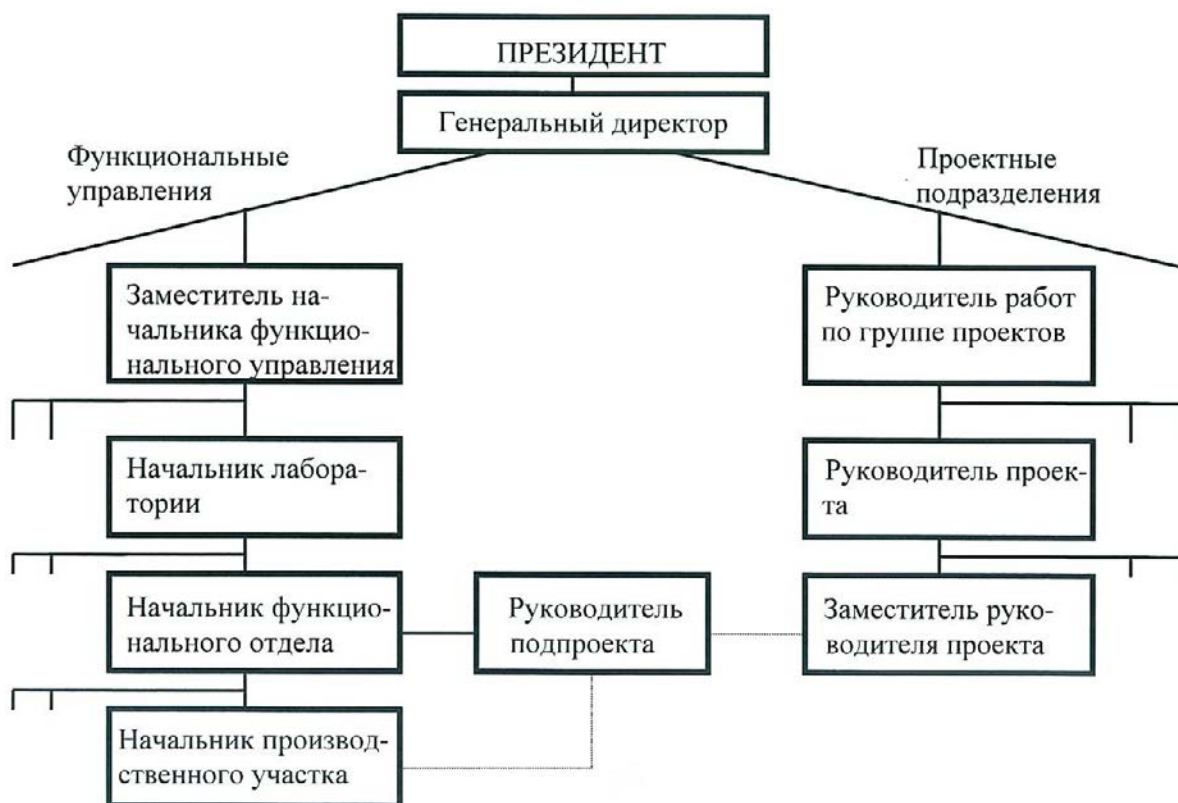 ПРЕЗИДЕНТ
Генеральный директор
Функциональные
управления
Проектные
подразделения
Заместитель на-
чальника функцио-
нального управления
Руководитель работ
по группе проектов
Начальник лабора-
тории
Руководитель проек-
та
Начальник функцио-
нального отдела
Руководитель
подпроекта
Заместитель руко-
водителя проекта
Начальник производ-
ственного участка